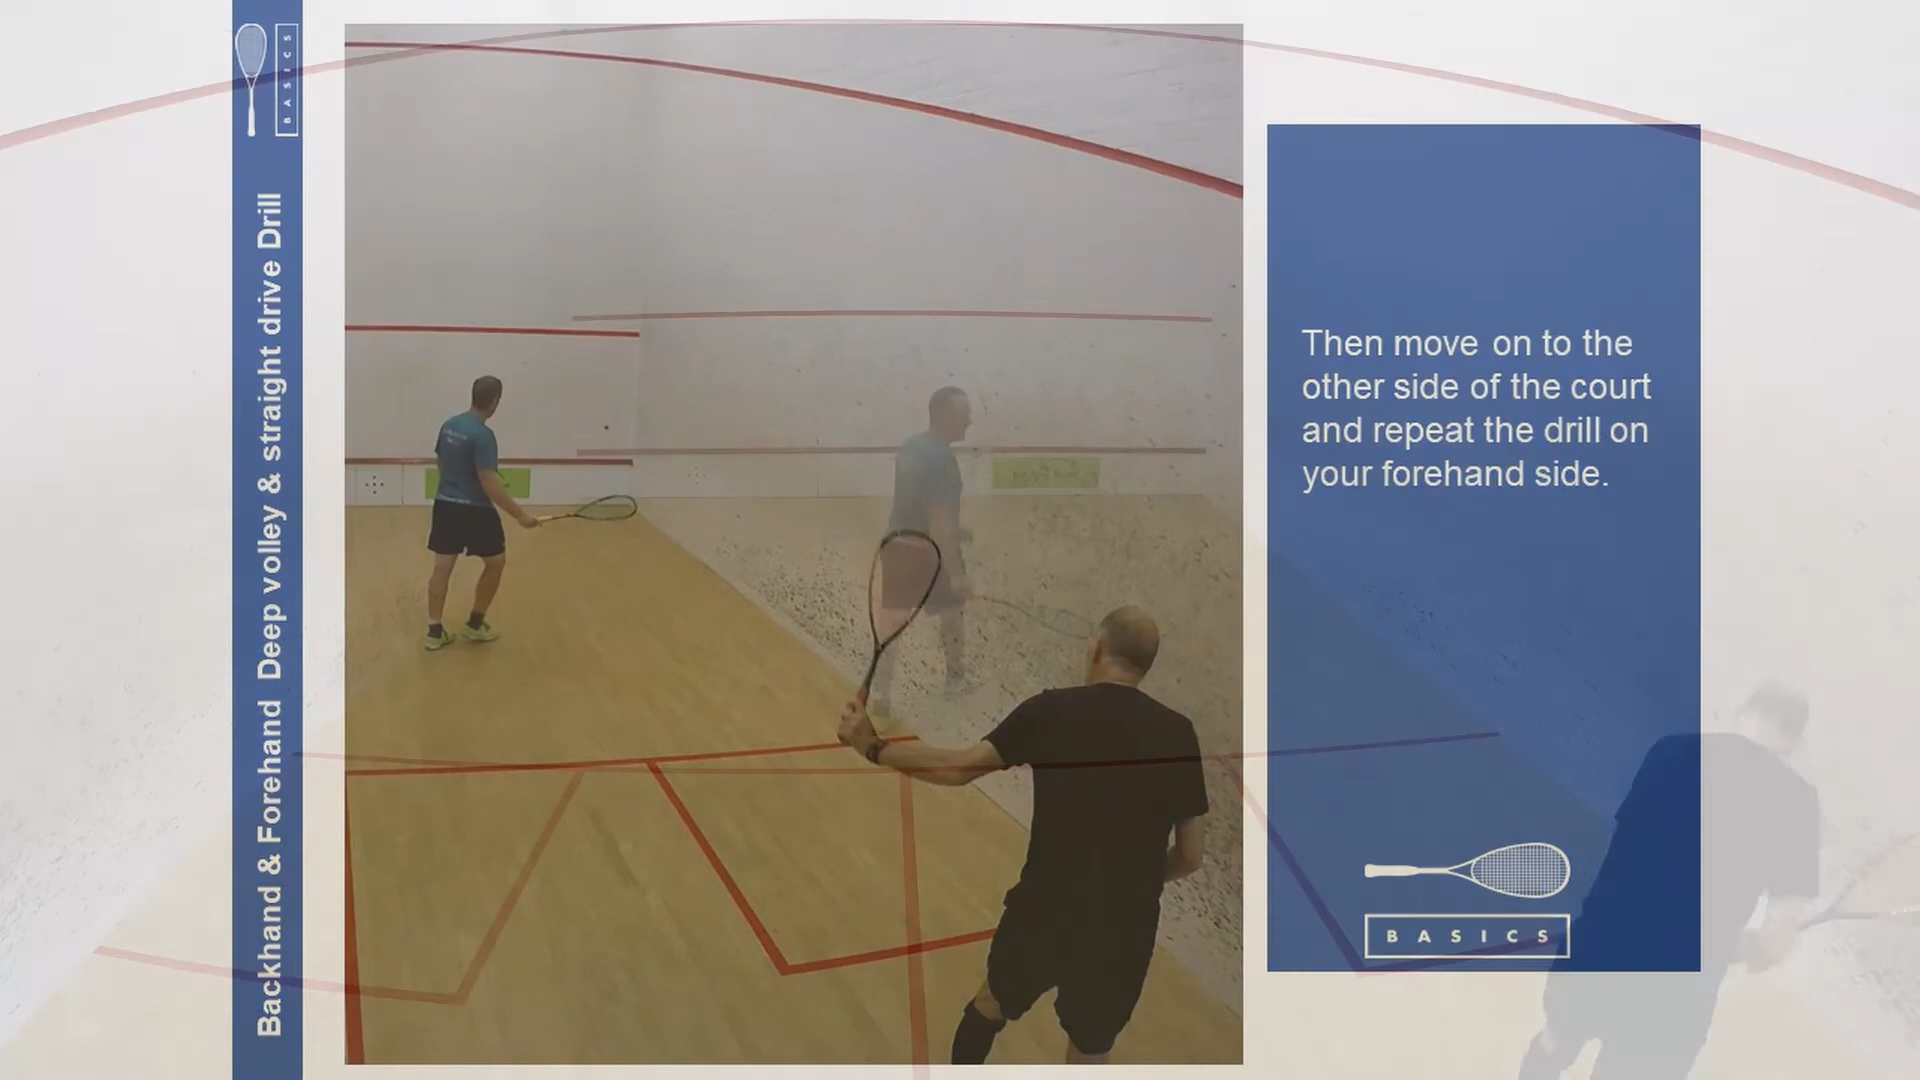 BASICS
Backhand & Forehand Deep volley & straight drive Drill
Then move on to the
other side of the court
and repeat the drill on
your forehand side.
BASICS